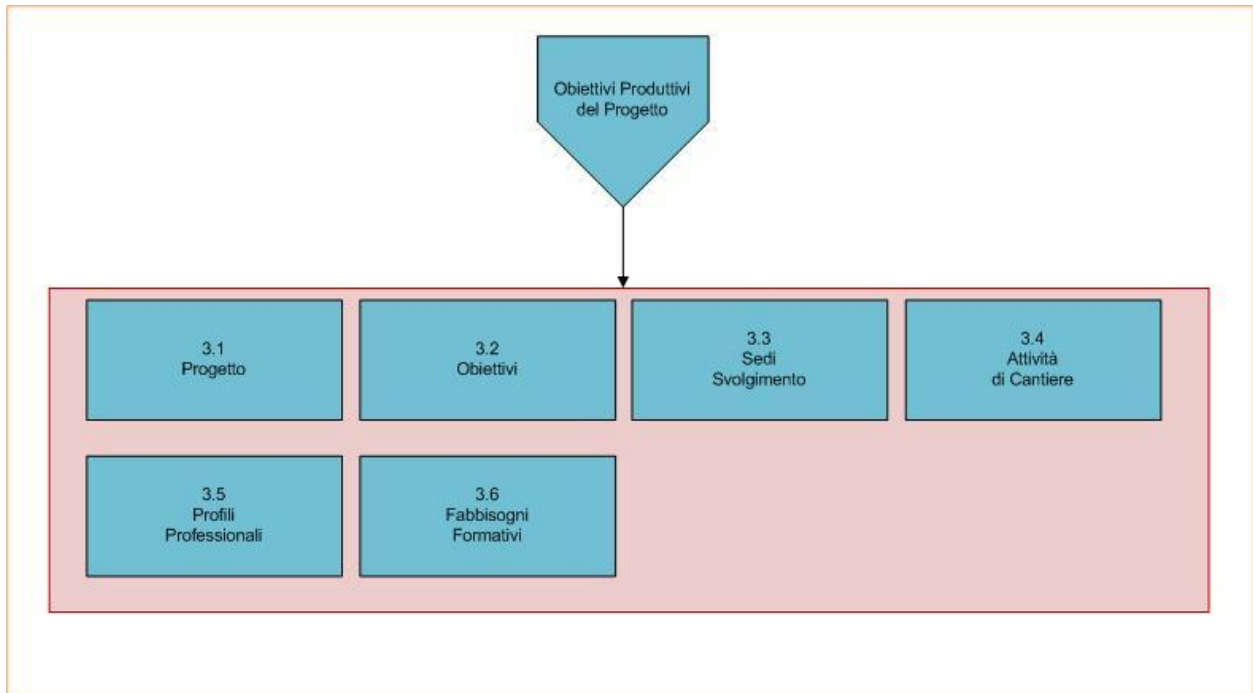 Obiettivi Produttivi
del Progetto
3.1
Progetto
3.2
Obiettivi
3.3
Sedi
Svolgimento
3.4
Attività
di Cantiere
3.5
Profili
Professionali
3.6
Fabbisogni
Formativi